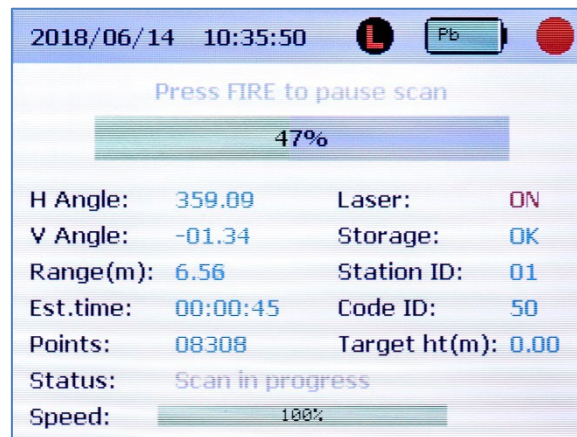 2018/06/14 10:35:50 L Pb
Press FIRE to pause scan
47%
H Angle: 359.09 Laser: ON
V Angle: -01.34 Storage: OK
Range(m): 6.56 Station ID: 01
Est.time: 00:00:45 Code ID: 50
Points: 08308 Target ht(m): 0.00
Status: Scan in progress
Speed: 100%